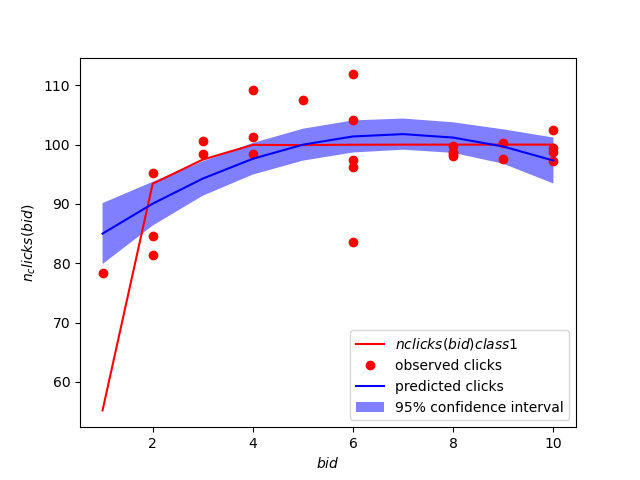 110
100
90
80
70
60
n_clicks(bid)
2
4
6
8
10
bid
nclicks(bid)class1
observed clicks
predicted clicks
95% confidence interval